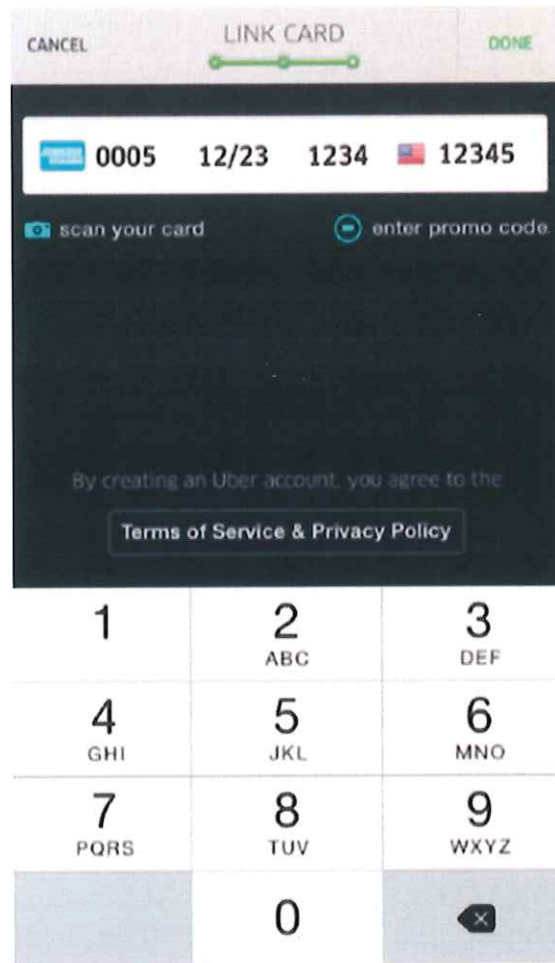 CANCEL LINK CARD DONE
0005 12/23 1234 12345
scan your card enter promo code
By creating an Uber account, you agree to the
Terms of Service & Privacy Policy
1 2 3
ABC DEF
4 5 6
GHI JKL MNO
7 8 9
PQRS TUV WXYZ
0